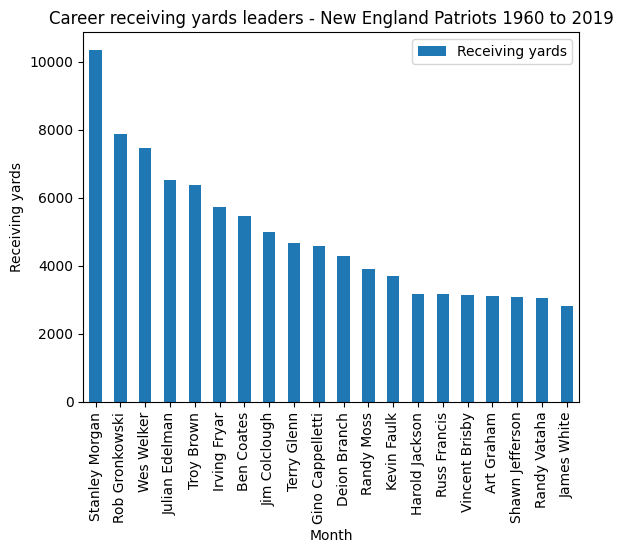 Career receiving yards leaders - New England Patriots 1960 to 2019
Receiving yards
10000
8000
6000
4000
2000
0
Receiving yards
Stanley Morgan
Rob Gronkowski
Wes Welker
Julian Edelman
Troy Brown
Irving Fryar
Ben Coates
Jim Colclough
Terry Glenn
Gino Cappelletti
Deion Branch
Randy Moss
Kevin Faulk
Harold Jackson
Russ Francis
Vincent Brisby
Art Graham
Shawn Jefferson
Randy Vataha
James White
Month